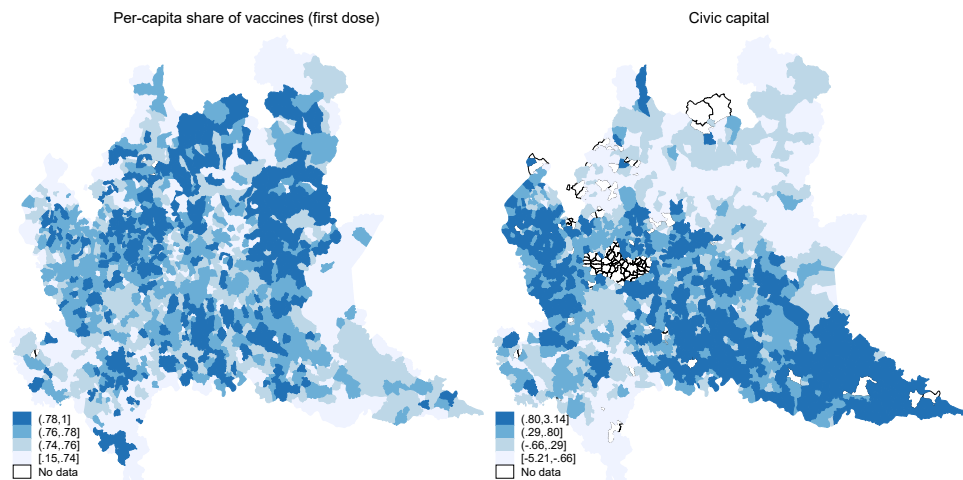 Per-capita share of vaccines (first dose)
(.78,1]
(.76,.78]
(.74,.76]
[.15,.74]
No data
Civic capital
(.80,3.14]
(.29,.80]
(-.66,.29]
[-5.21,-.66]
No data